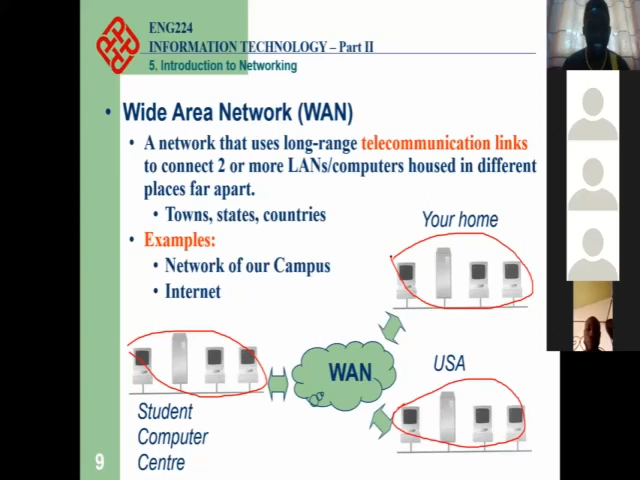 ENG224
INFORMATION TECHNOLOGY – Part II
5. Introduction to Networking
• Wide Area Network (WAN)
• A network that uses long-range telecommunication links
to connect 2 or more LANs/computers housed in different
places far apart.
• Towns, states, countries
• Examples:
• Network of our Campus
• Internet
Your home
WAN
USA
Student
Computer
Centre
9